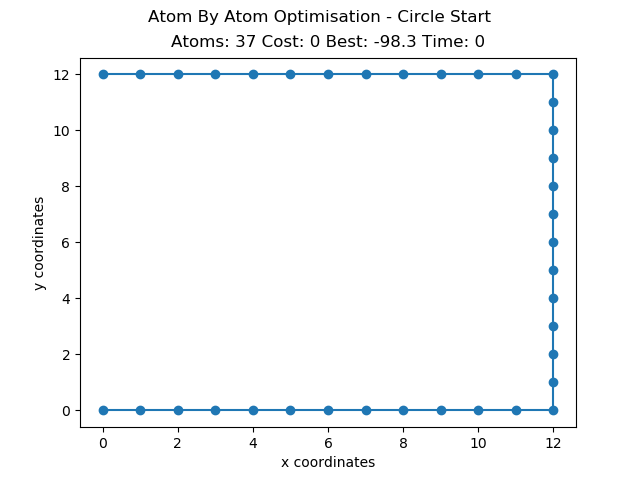 Atom By Atom Optimisation - Circle Start
Atoms: 37 Cost: 0 Best: -98.3 Time: 0
12
10
8
6
4
2
0
y coordinates
0 2 4 6 8 10 12
x coordinates